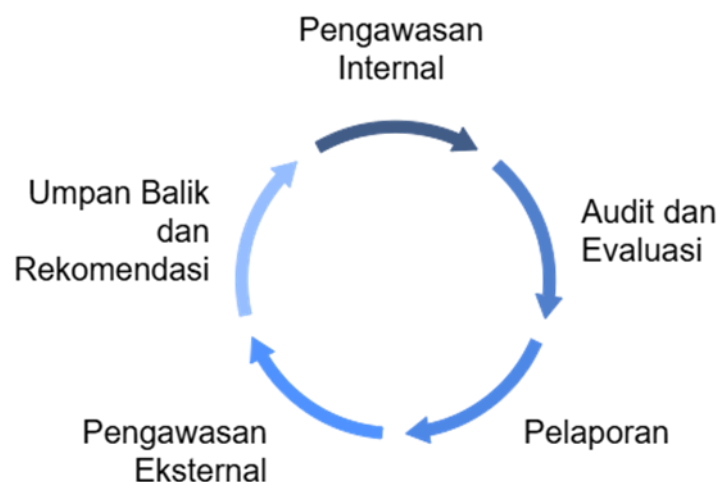 Pengawasan
Internal
Audit dan
Evaluasi
Pelaporan
Pengawasan
Eksternal
Umpan Balik
dan
Rekomendasi